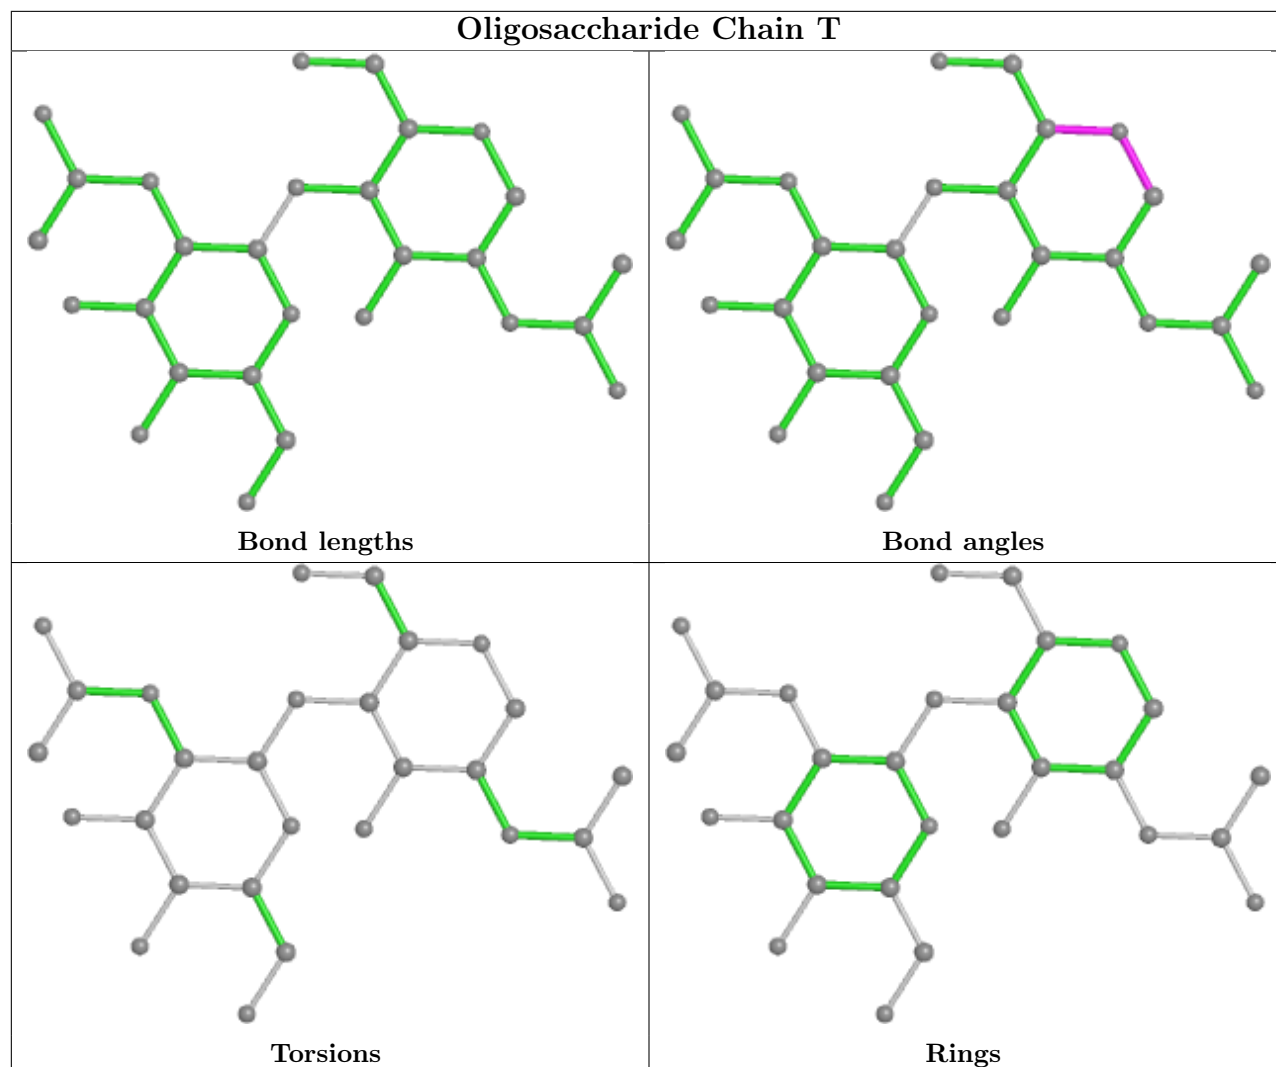 Oligosaccharide Chain T
Bond lengths
Bond angles
Torsions
Rings